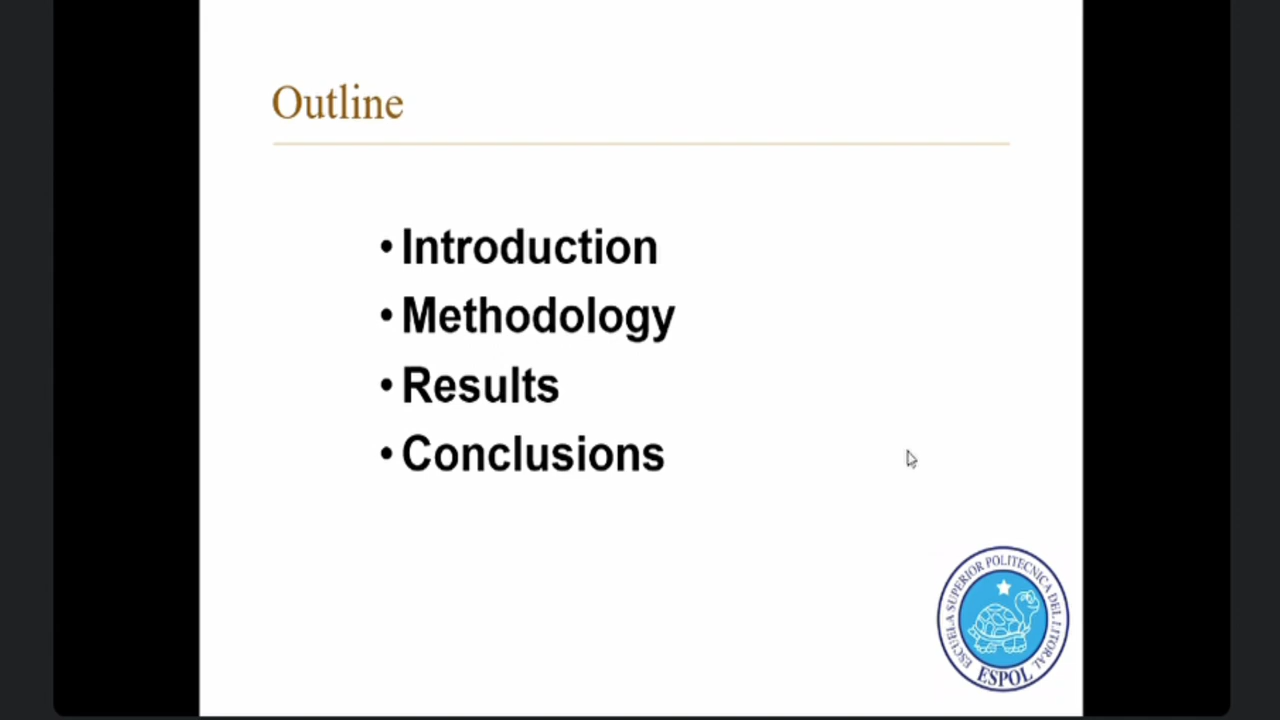 Outline
• Introduction
• Methodology
• Results
• Conclusions
ESCUELA SUPERIOR POLITECNICA DEL LITORAL
ESPOL